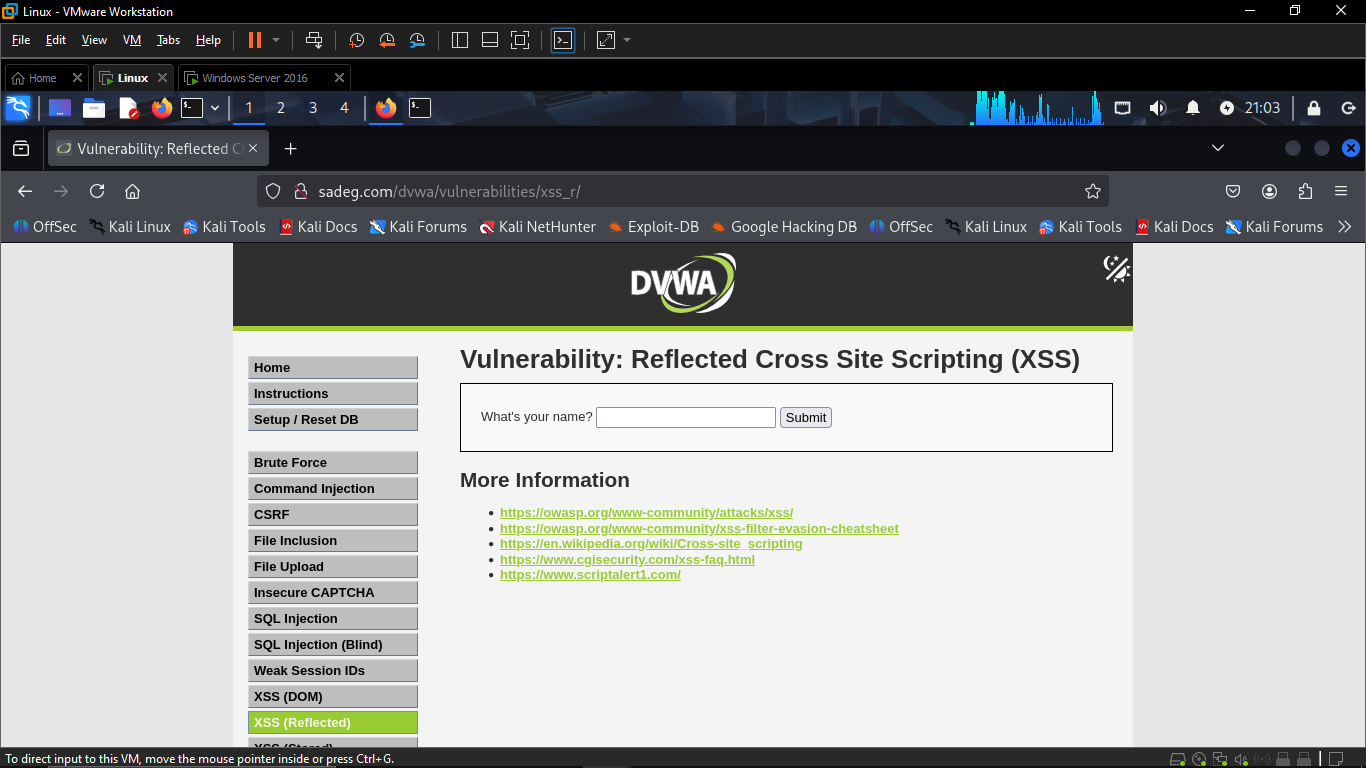 Linux - VMware Workstation
File Edit View VM Tabs Help
Home Linux Windows Server 2016
1 2 3 4 21:03
Vulnerability: Reflected C
sadeg.com/dvwa/vulnerabilities/xss_r/
OffSec Kali Linux Kali Tools Kali Docs Kali Forums Kali NetHunter Exploit-DB Google Hacking DB OffSec Kali Linux Kali Tools Kali Docs Kali Forums
DVWA
Vulnerability: Reflected Cross Site Scripting (XSS)
What's your name? Submit
More Information
https://owasp.org/www-community/attacks/xss/
https://owasp.org/www-community/xss-filter-evasion-cheatsheet
https://en.wikipedia.org/wiki/Cross-site_scripting
https://www.cgisecurity.com/xss-faq.html
https://www.scriptalert1.com/
Home
Instructions
Setup / Reset DB
Brute Force
Command Injection
CSRF
File Inclusion
File Upload
Insecure CAPTCHA
SQL Injection
SQL Injection (Blind)
Weak Session IDs
XSS (DOM)
XSS (Reflected)
XSS (Stored)
To direct input to this VM, move the mouse pointer inside or press Ctrl+G.